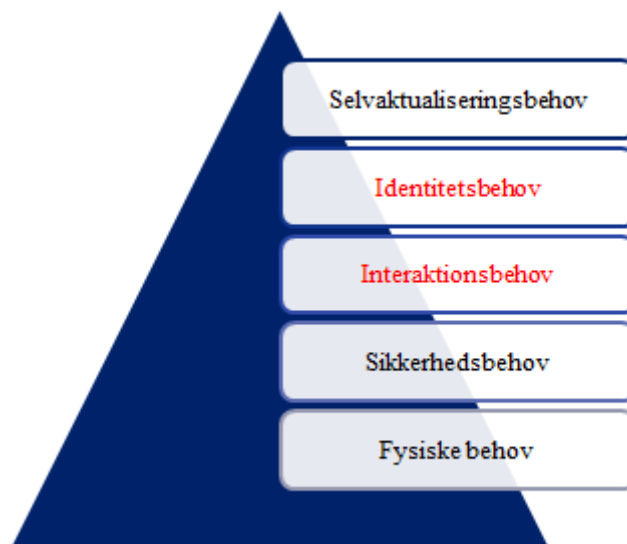 Selvaktualiseringsbehov
Identitetsbehov
Interaktionsbehov
Sikkerhedsbehov
Fysiske behov